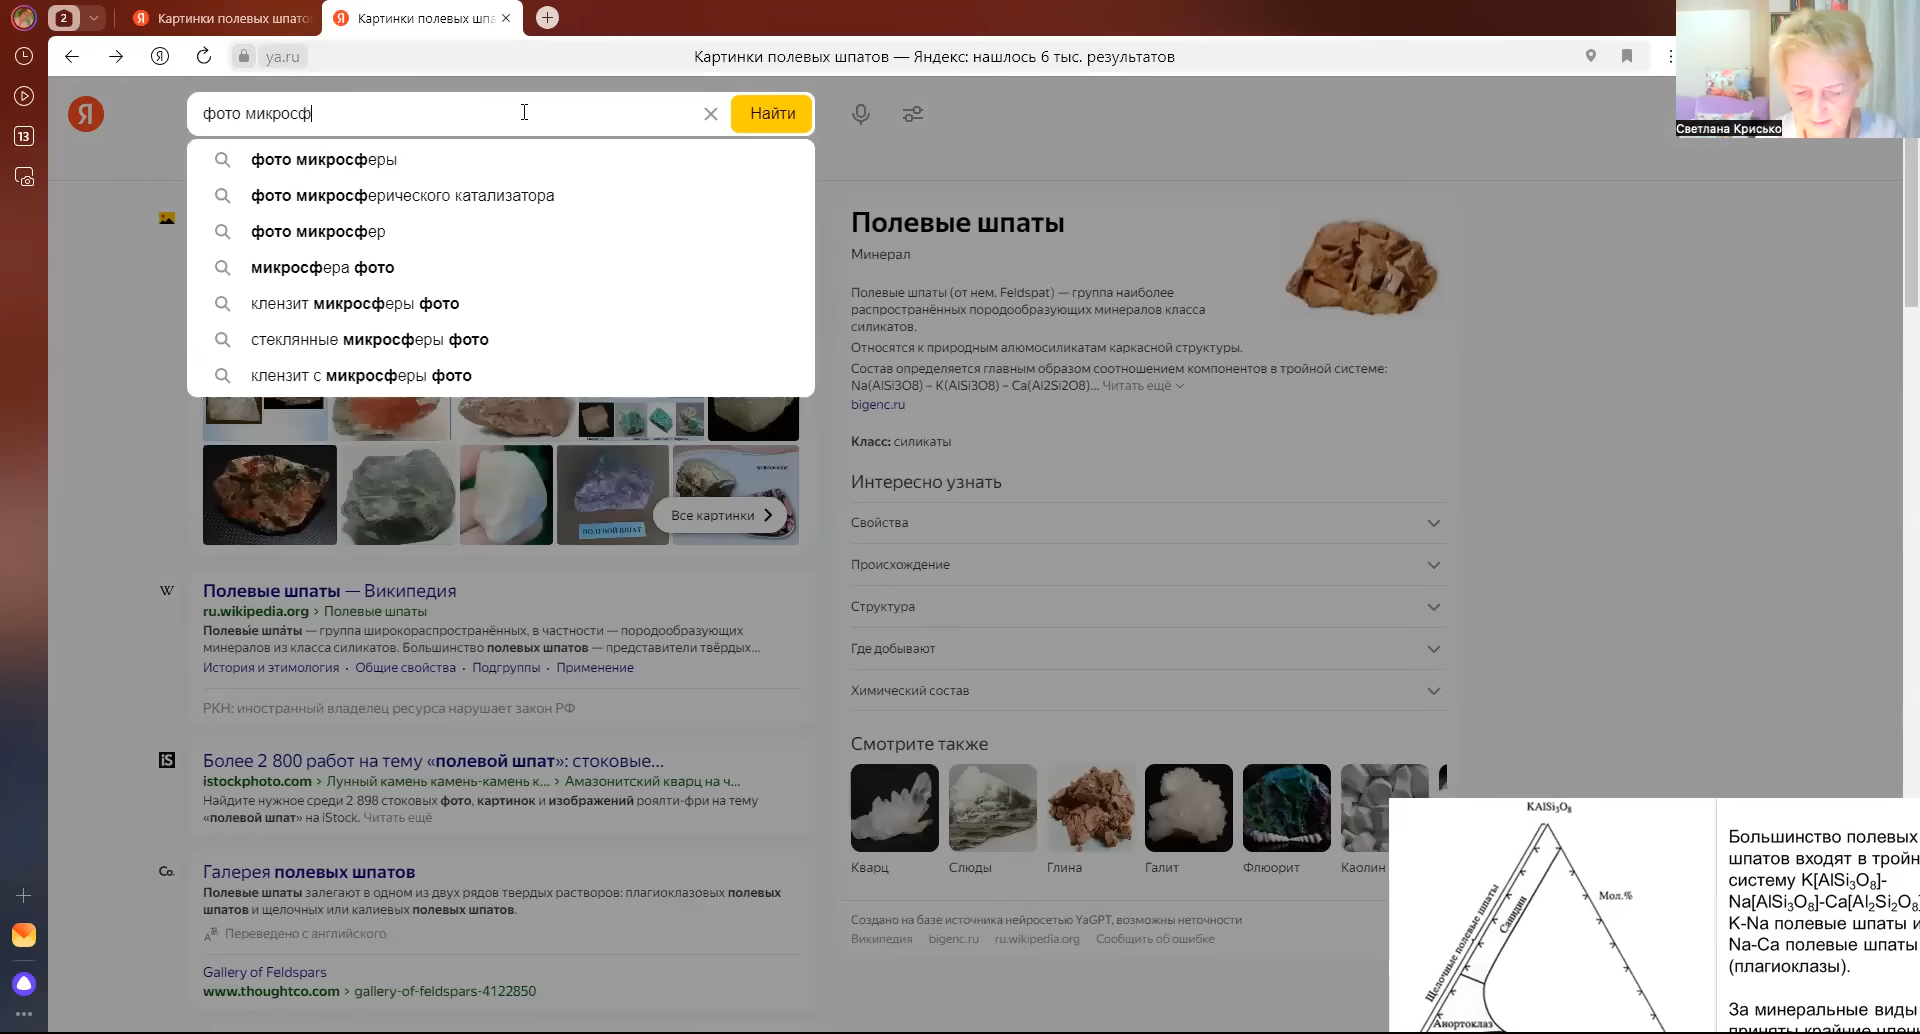 2
Картинки полевых шпато
Картинки полевых шпа
ya.ru
Картинки полевых шпатов — Яндекс: нашлось 6 тыс. результатов
Светлана Крисько
13
Я
фото микросф
Найти
фото микросферы
фото микросферического катализатора
фото микросфер
микросфера фото
клензит микросферы фото
стеклянные микросферы фото
клензит с микросферы фото
ПОЛЕВОЙ ШПАТ
Все картинки
Полевые шпаты — Википедия
ru.wikipedia.org › Полевые шпаты
Полевы́е шпа́ты — группа широкораспространённых, в частности — породообразующих
минералов из класса силикатов. Большинство полевых шпатов — представители твёрдых...
История и этимология · Общие свойства · Подгруппы · Применение
РКН: иностранный владелец ресурса нарушает закон РФ
Более 2 800 работ на тему «полевой шпат»: стоковые...
istockphoto.com › Лунный камень камень-камень к... › Амазонитский кварц на ч...
Найдите нужное среди 2 898 стоковых фото, картинок и изображений роялти-фри на тему
«полевой шпат» на iStock. Читать ещё
Галерея полевых шпатов
Полевые шпаты залегают в одном из двух рядов твердых растворов: плагиоклазовых полевых
шпатов и щелочных или калиевых полевых шпатов.
Переведено с английского
Gallery of Feldspars
www.thoughtco.com › gallery-of-feldspars-4122850
Полевые шпаты
Минерал
Полевые шпаты (от нем. Feldspat) — группа наиболее
распространённых породообразующих минералов класса
силикатов.
Относятся к природным алюмосиликатам каркасной структуры.
Состав определяется главным образом соотношением компонентов в тройной системе:
Na(AlSi3O8) – K(AlSi3O8) – Ca(Al2Si2O8)... Читать ещё
bigenc.ru
Класс: силикаты
Интересно узнать
Свойства
Происхождение
Структура
Где добывают
Химический состав
Смотрите также
Кварц
Слюды
Глина
Галит
Флюорит
Каолин
Создано на базе источника нейросетью YaGPT, возможны неточности
Википедия bigenc.ru ru.wikipedia.org Сообщить об ошибке
KAlSi₃O₈
Мол.%
Щелочные полевые шпаты
Санидин
Анортоклаз
Большинство полевых
шпатов входят в тройн
систему K[AlSi₃O₈]-
Na[AlSi₃O₈]-Ca[Al₂Si₂O₈]
K-Na полевые шпаты и
Na-Ca полевые шпаты
(плагиоклазы).
За минеральные виды
приняты крайние члены